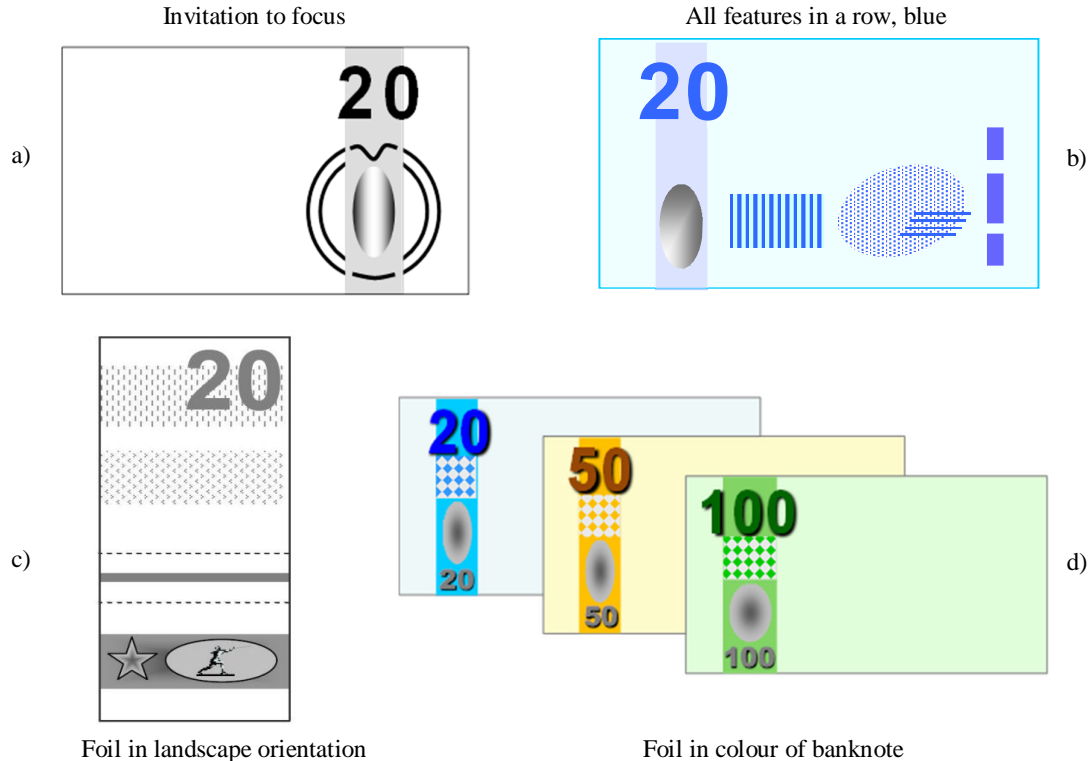 Invitation to focus
All features in a row, blue
20
20
a)
b)
20
20
50
100
c)
d)
20
50
100
Foil in landscape orientation
Foil in colour of banknote